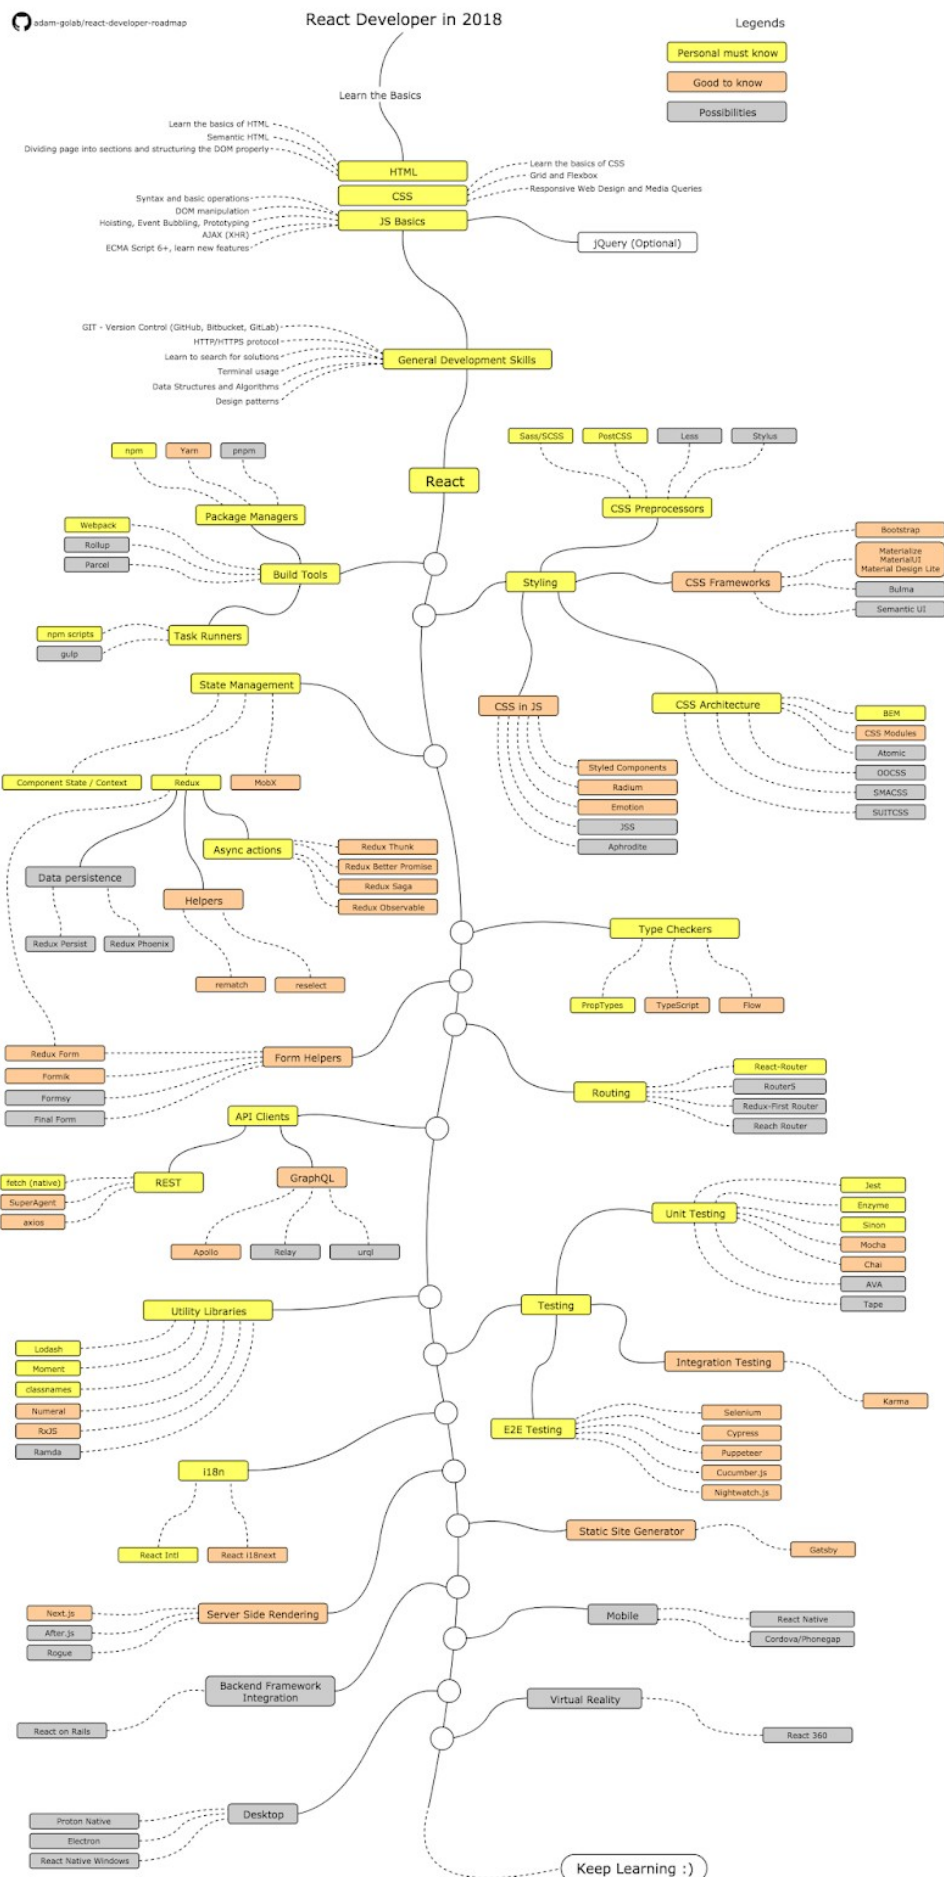 adam-golab/react-developer-roadmap
React Developer in 2018
Legends
Personal must know
Good to know
Possibilities
Learn the Basics
Learn the basics of HTML
Semantic HTML
Dividing page into sections and structuring the DOM properly
HTML
CSS
JS Basics
Learn the basics of CSS
Grid and Flexbox
Responsive Web Design and Media Queries
Syntax and basic operations
DOM manipulation
Hoisting, Event Bubbling, Prototyping
AJAX (XHR)
ECMA Script 6+, learn new features
jQuery (Optional)
GIT - Version Control (GitHub, Bitbucket, GitLab)
HTTP/HTTPS protocol
Learn to search for solutions
Terminal usage
Data Structures and Algorithms
Design patterns
General Development Skills
React
npm
Yarn
pnpm
Package Managers
Webpack
Rollup
Parcel
Build Tools
npm scripts
gulp
Task Runners
Sass/SCSS
PostCSS
Less
Stylus
CSS Preprocessors
Styling
CSS Frameworks
Bootstrap
Materialize
MaterialUI
Material Design Lite
Bulma
Semantic UI
CSS in JS
Styled Components
Radium
Emotion
JSS
Aphrodite
CSS Architecture
BEM
CSS Modules
Atomic
OOCSS
SMACSS
SUITCSS
State Management
Component State / Context
Redux
MobX
Async actions
Redux Thunk
Redux Better Promise
Redux Saga
Redux Observable
Data persistence
Redux Persist
Redux Phoenix
Helpers
rematch
reselect
Type Checkers
PropTypes
TypeScript
Flow
Form Helpers
Redux Form
Formik
Formsy
Final Form
Routing
React-Router
Router5
Redux-First Router
Reach Router
API Clients
REST
fetch (native)
SuperAgent
axios
GraphQL
Apollo
Relay
urql
Utility Libraries
Lodash
Moment
classnames
Numeral
RxJS
Ramda
Testing
Unit Testing
Jest
Enzyme
Sinon
Mocha
Chai
AVA
Tape
Integration Testing
Karma
E2E Testing
Selenium
Cypress
Puppeteer
Cucumber.js
Nightwatch.js
i18n
React Intl
React i18next
Static Site Generator
Gatsby
Server Side Rendering
Next.js
After.js
Rogue
Mobile
React Native
Cordova/Phonegap
Backend Framework
Integration
React on Rails
Virtual Reality
React 360
Desktop
Proton Native
Electron
React Native Windows
Keep Learning :)